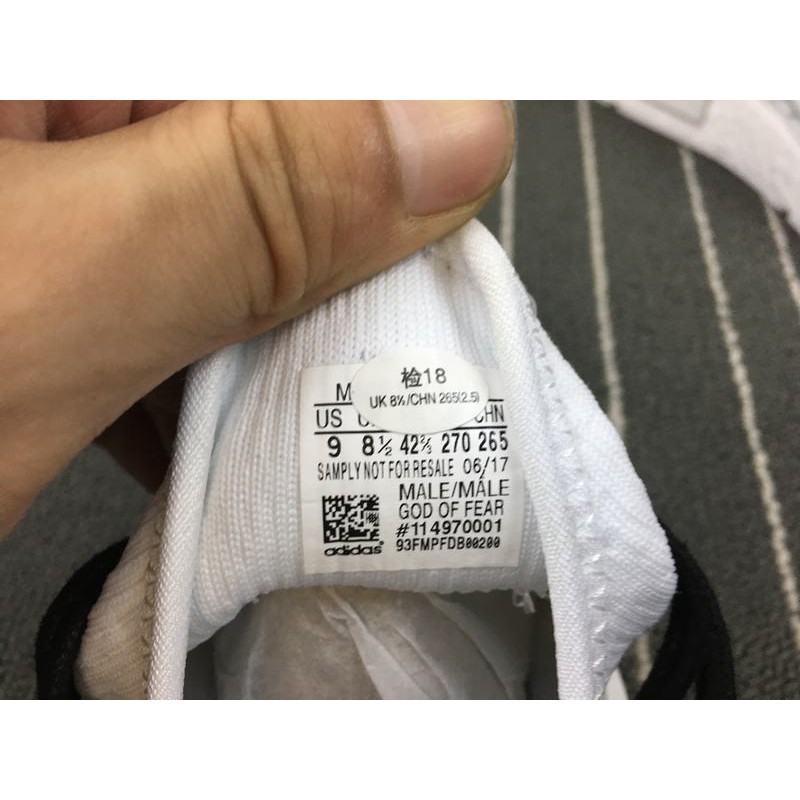 检18
UK 8½/CHN 265(2.5)
M
US U CHN
9 8½ 42⅔ 270 265
SAMPLY NOT FOR RESALE 06/17
MALE/MÂLE
GOD OF FEAR
#114970001
adidas 93FMPFDB00200